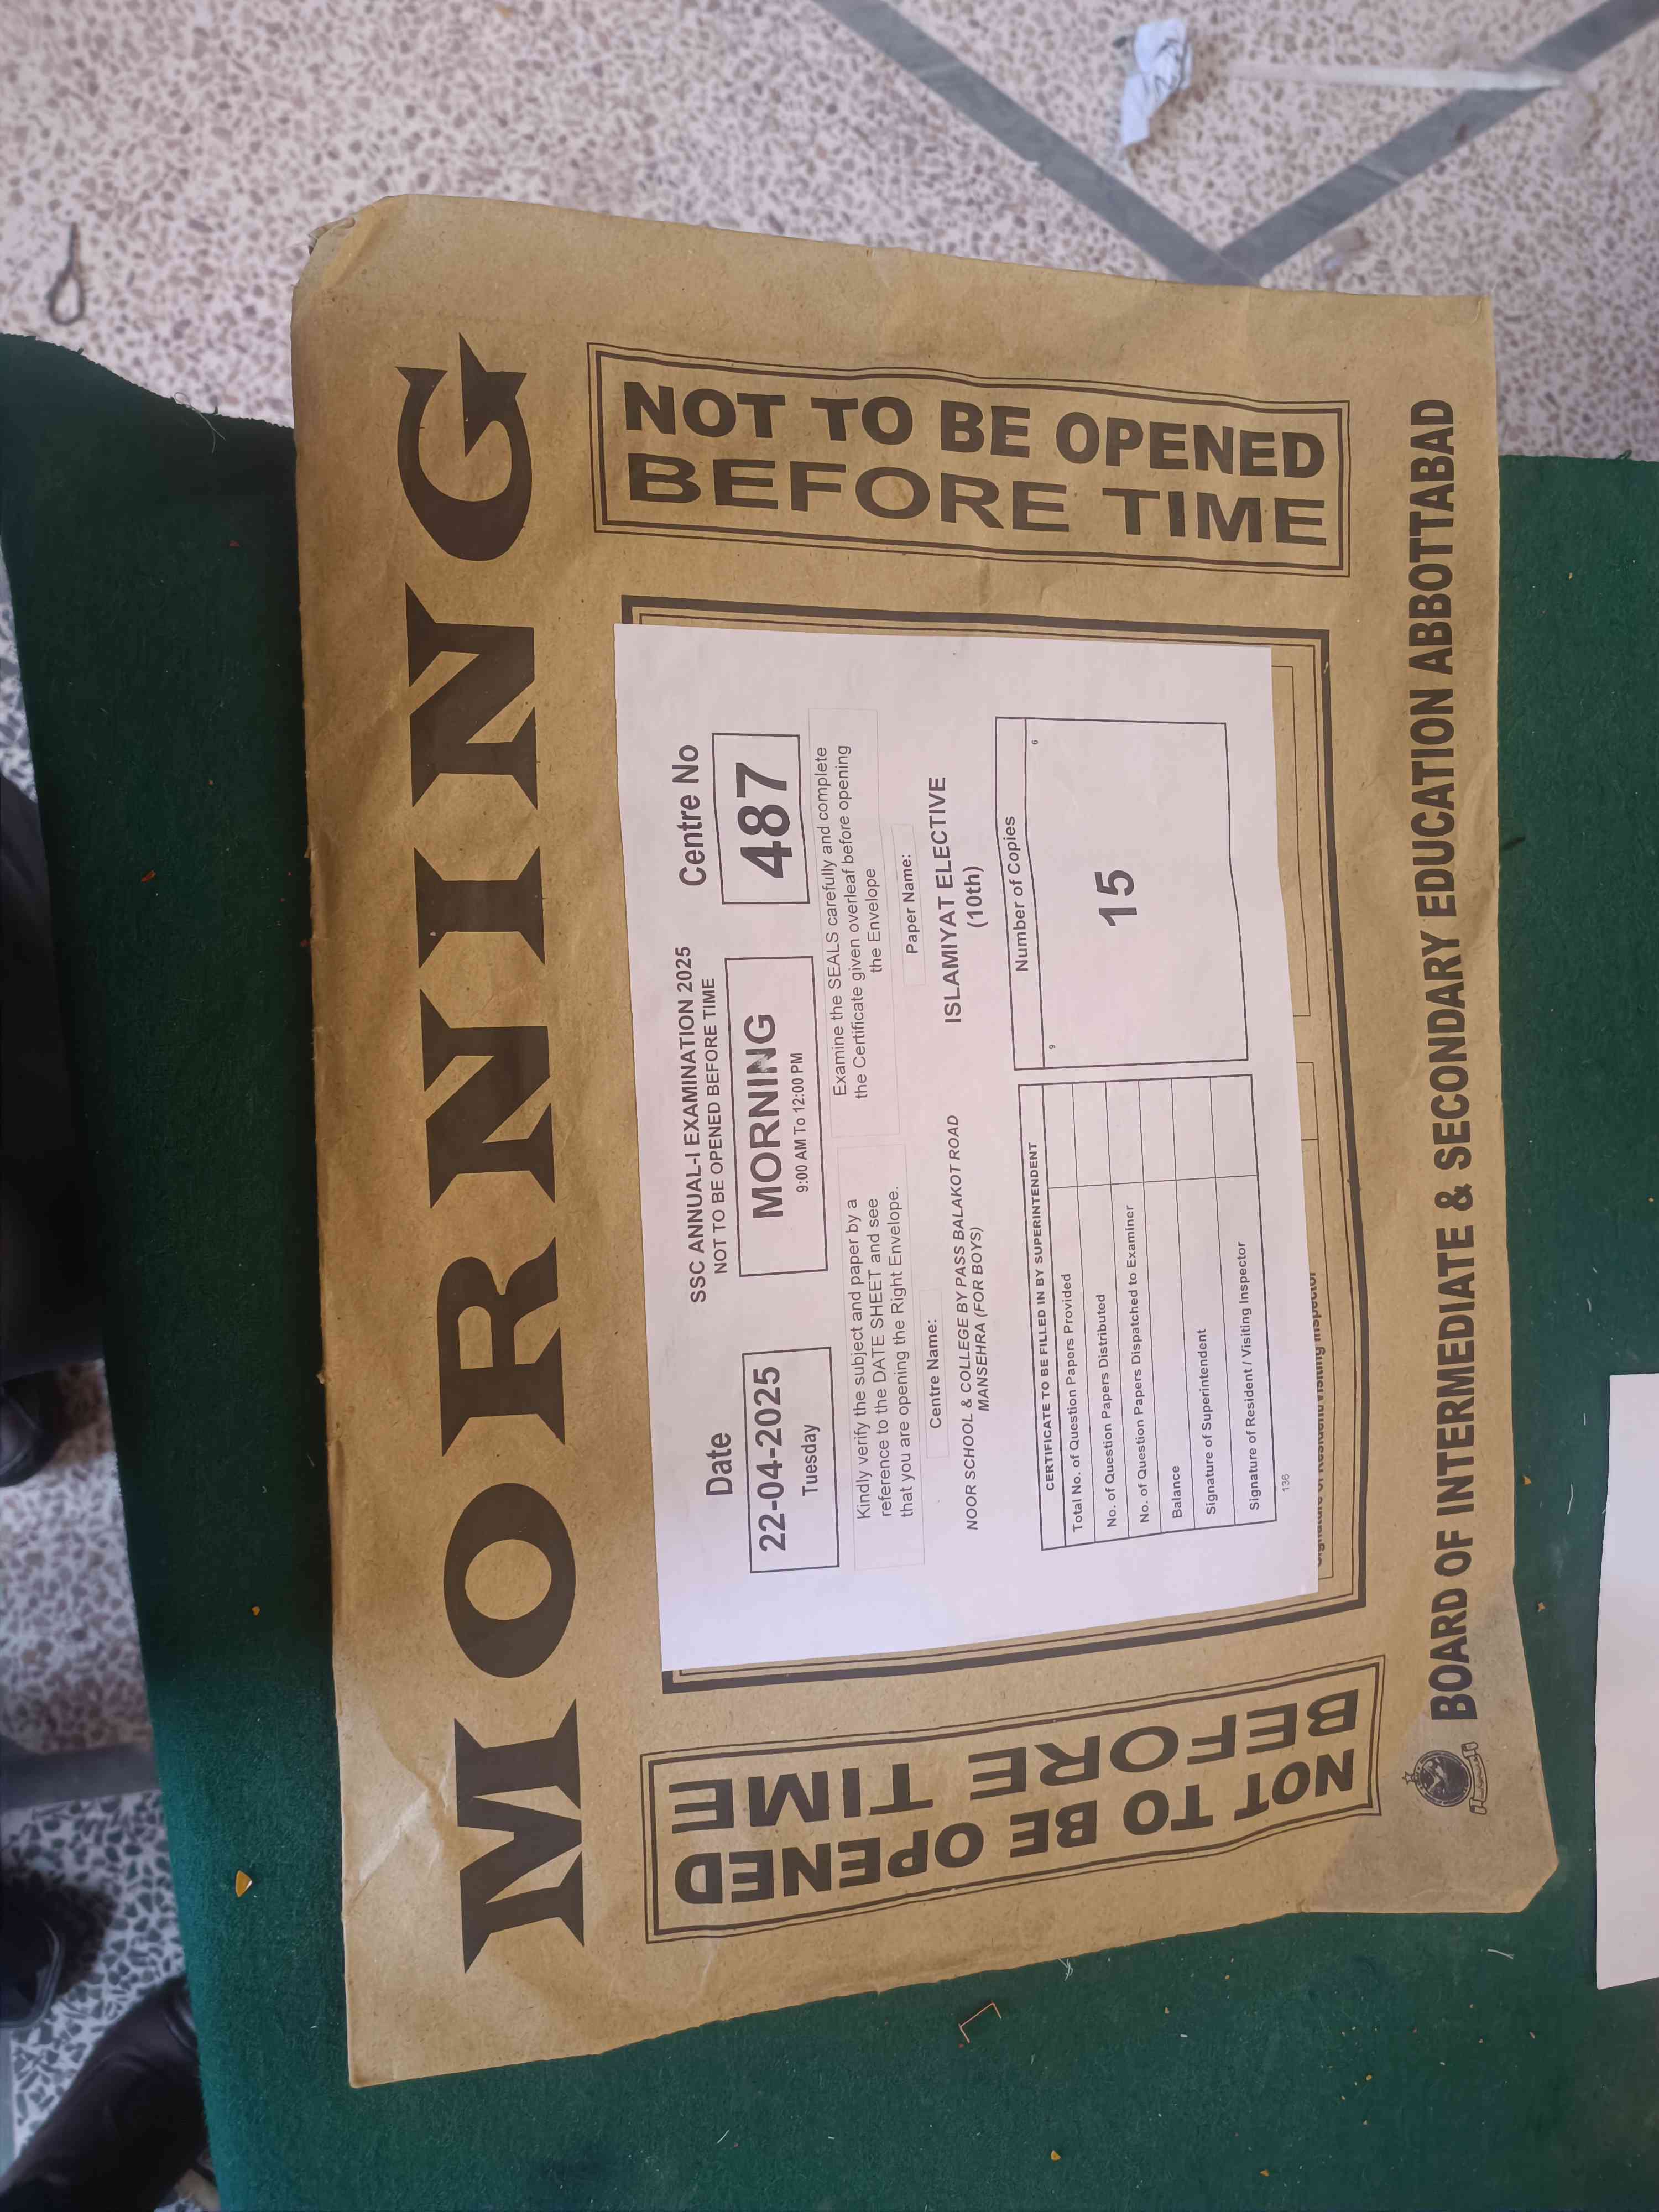 MORNING
NOT TO BE OPENED
BEFORE TIME
Date
22-04-2025
Tuesday
SSC ANNUAL-I EXAMINATION 2025
NOT TO BE OPENED BEFORE TIME
MORNING
9:00 AM To 12:00 PM
Centre No
487
Kindly verify the subject and paper by a
reference to the DATE SHEET and see
that you are opening the Right Envelope.
Examine the SEALS carefully and complete
the Certificate given overleaf before opening
the Envelope
Centre Name:
NOOR SCHOOL & COLLEGE BY PASS BALAKOT ROAD
MANSEHRA (FOR BOYS)
Paper Name:
ISLAMIYAT ELECTIVE
(10th)
CERTIFICATE TO BE FILLED IN BY SUPERINTENDENT
Total No. of Question Papers Provided
No. of Question Papers Distributed
No. of Question Papers Dispatched to Examiner
Balance
Signature of Superintendent
Signature of Resident / Visiting Inspector
136
Number of Copies
9 6
15
Signature of Resident/Visiting Inspector
NOT TO BE OPENED
BEFORE TIME
BOARD OF INTERMEDIATE & SECONDARY EDUCATION ABBOTTABAD